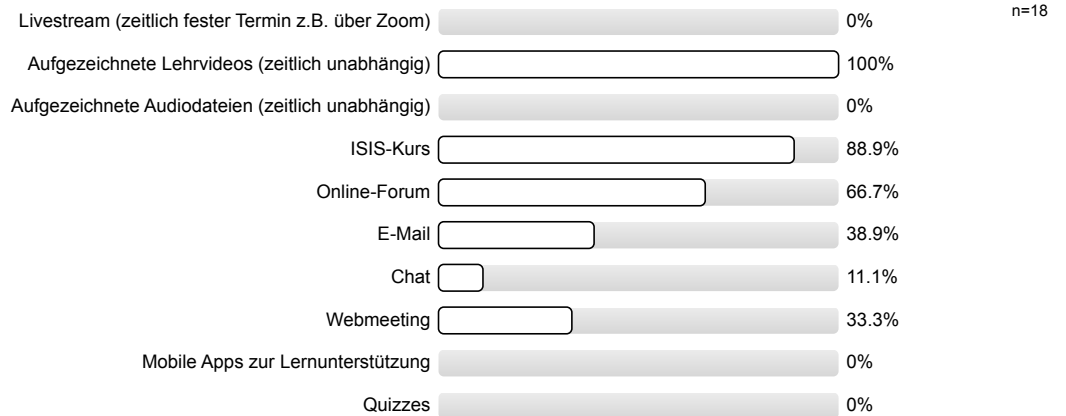 Livestream (zeitlich fester Termin z.B. über Zoom) 0% n=18
Aufgezeichnete Lehrvideos (zeitlich unabhängig) 100%
Aufgezeichnete Audiodateien (zeitlich unabhängig) 0%
ISIS-Kurs 88.9%
Online-Forum 66.7%
E-Mail 38.9%
Chat 11.1%
Webmeeting 33.3%
Mobile Apps zur Lernunterstützung 0%
Quizzes 0%